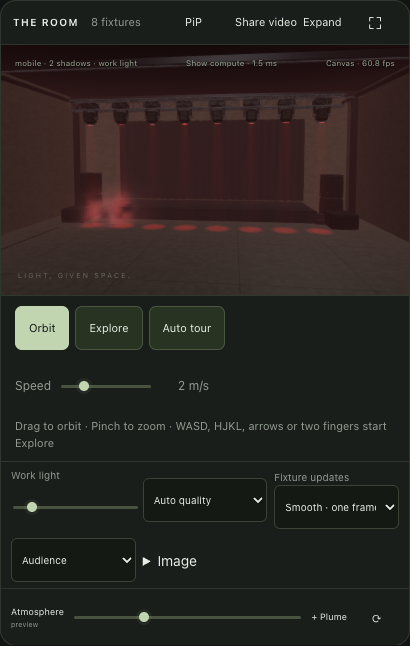 THE ROOM 8 fixtures PiP Share video Expand
mobile · 2 shadows · work light Show compute · 1.5 ms Canvas · 60.8 fps
LIGHT, GIVEN SPACE.
Orbit Explore Auto tour
Speed 2 m/s
Drag to orbit · Pinch to zoom · WASD, HJKL, arrows or two fingers start
Explore
Work light Fixture updates
Auto quality Smooth · one frame
Audience Image
Atmosphere + Plume
preview